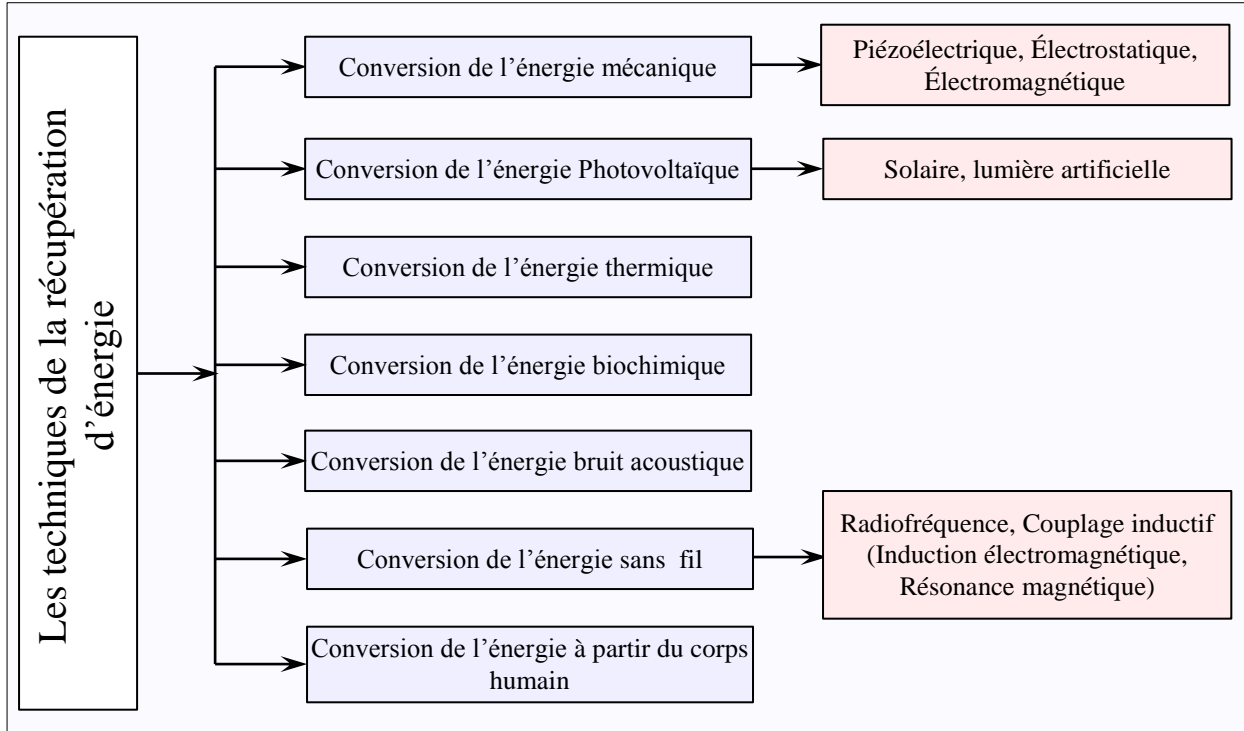 Les techniques de la récupération
d’énergie
Conversion de l’énergie mécanique
Piézoélectrique, Électrostatique,
Électromagnétique
Conversion de l’énergie Photovoltaïque
Solaire, lumière artificielle
Conversion de l’énergie thermique
Conversion de l’énergie biochimique
Conversion de l’énergie bruit acoustique
Conversion de l’énergie sans fil
Radiofréquence, Couplage inductif
(Induction électromagnétique,
Résonance magnétique)
Conversion de l’énergie à partir du corps
humain